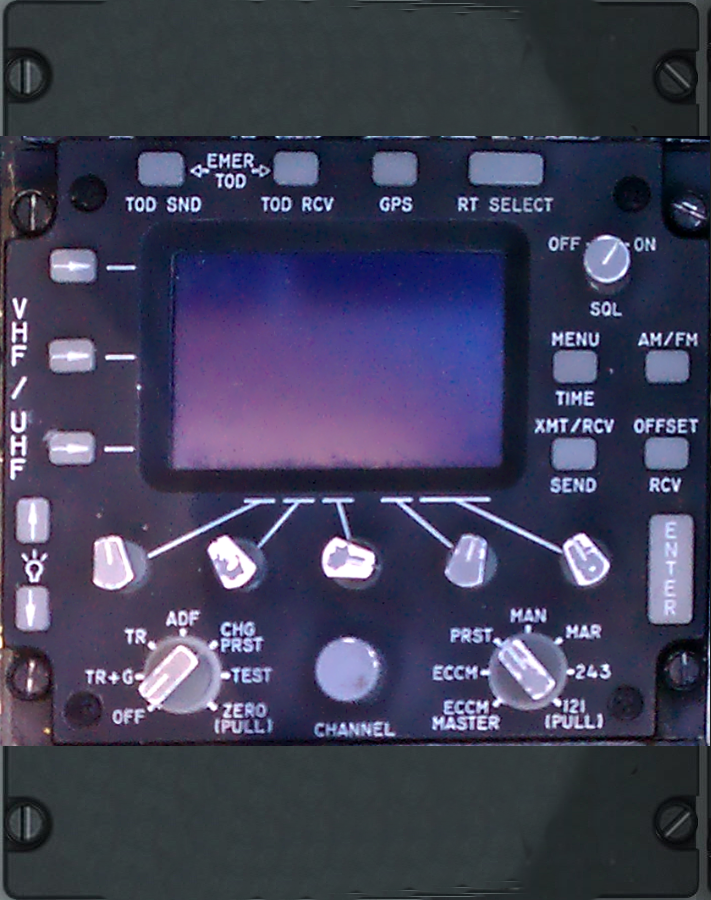 EMER
TOD
TOD SND
TOD RCV
GPS
RT SELECT
OFF
ON
SQL
VHF/UHF
MENU
AM/FM
TIME
XMT/RCV
OFFSET
SEND
RCV
ENTER
ADF
TR
CHG
PRST
TR+G
TEST
OFF
ZERO
(PULL)
CHANNEL
MAN
PRST
MAR
ECCM
243
ECCM
MASTER
121
(PULL)